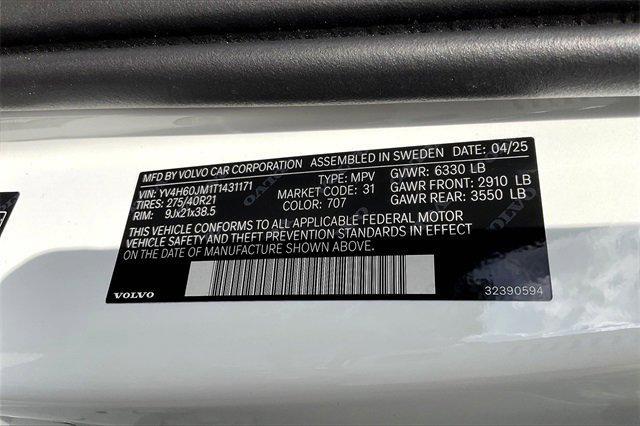 MFD BY VOLVO CAR CORPORATION ASSEMBLED IN SWEDEN DATE: 04/25
VIN: YV4H60JM1T1431171 TYPE: MPV GVWR: 6330 LB
TIRES: 275/40R21 MARKET CODE: 31 GAWR FRONT: 2910 LB
RIM: 9Jx21x38.5 COLOR: 707 GAWR REAR: 3550 LB
THIS VEHICLE CONFORMS TO ALL APPLICABLE FEDERAL MOTOR
VEHICLE SAFETY AND THEFT PREVENTION STANDARDS IN EFFECT
ON THE DATE OF MANUFACTURE SHOWN ABOVE.
VOLVO 32390594